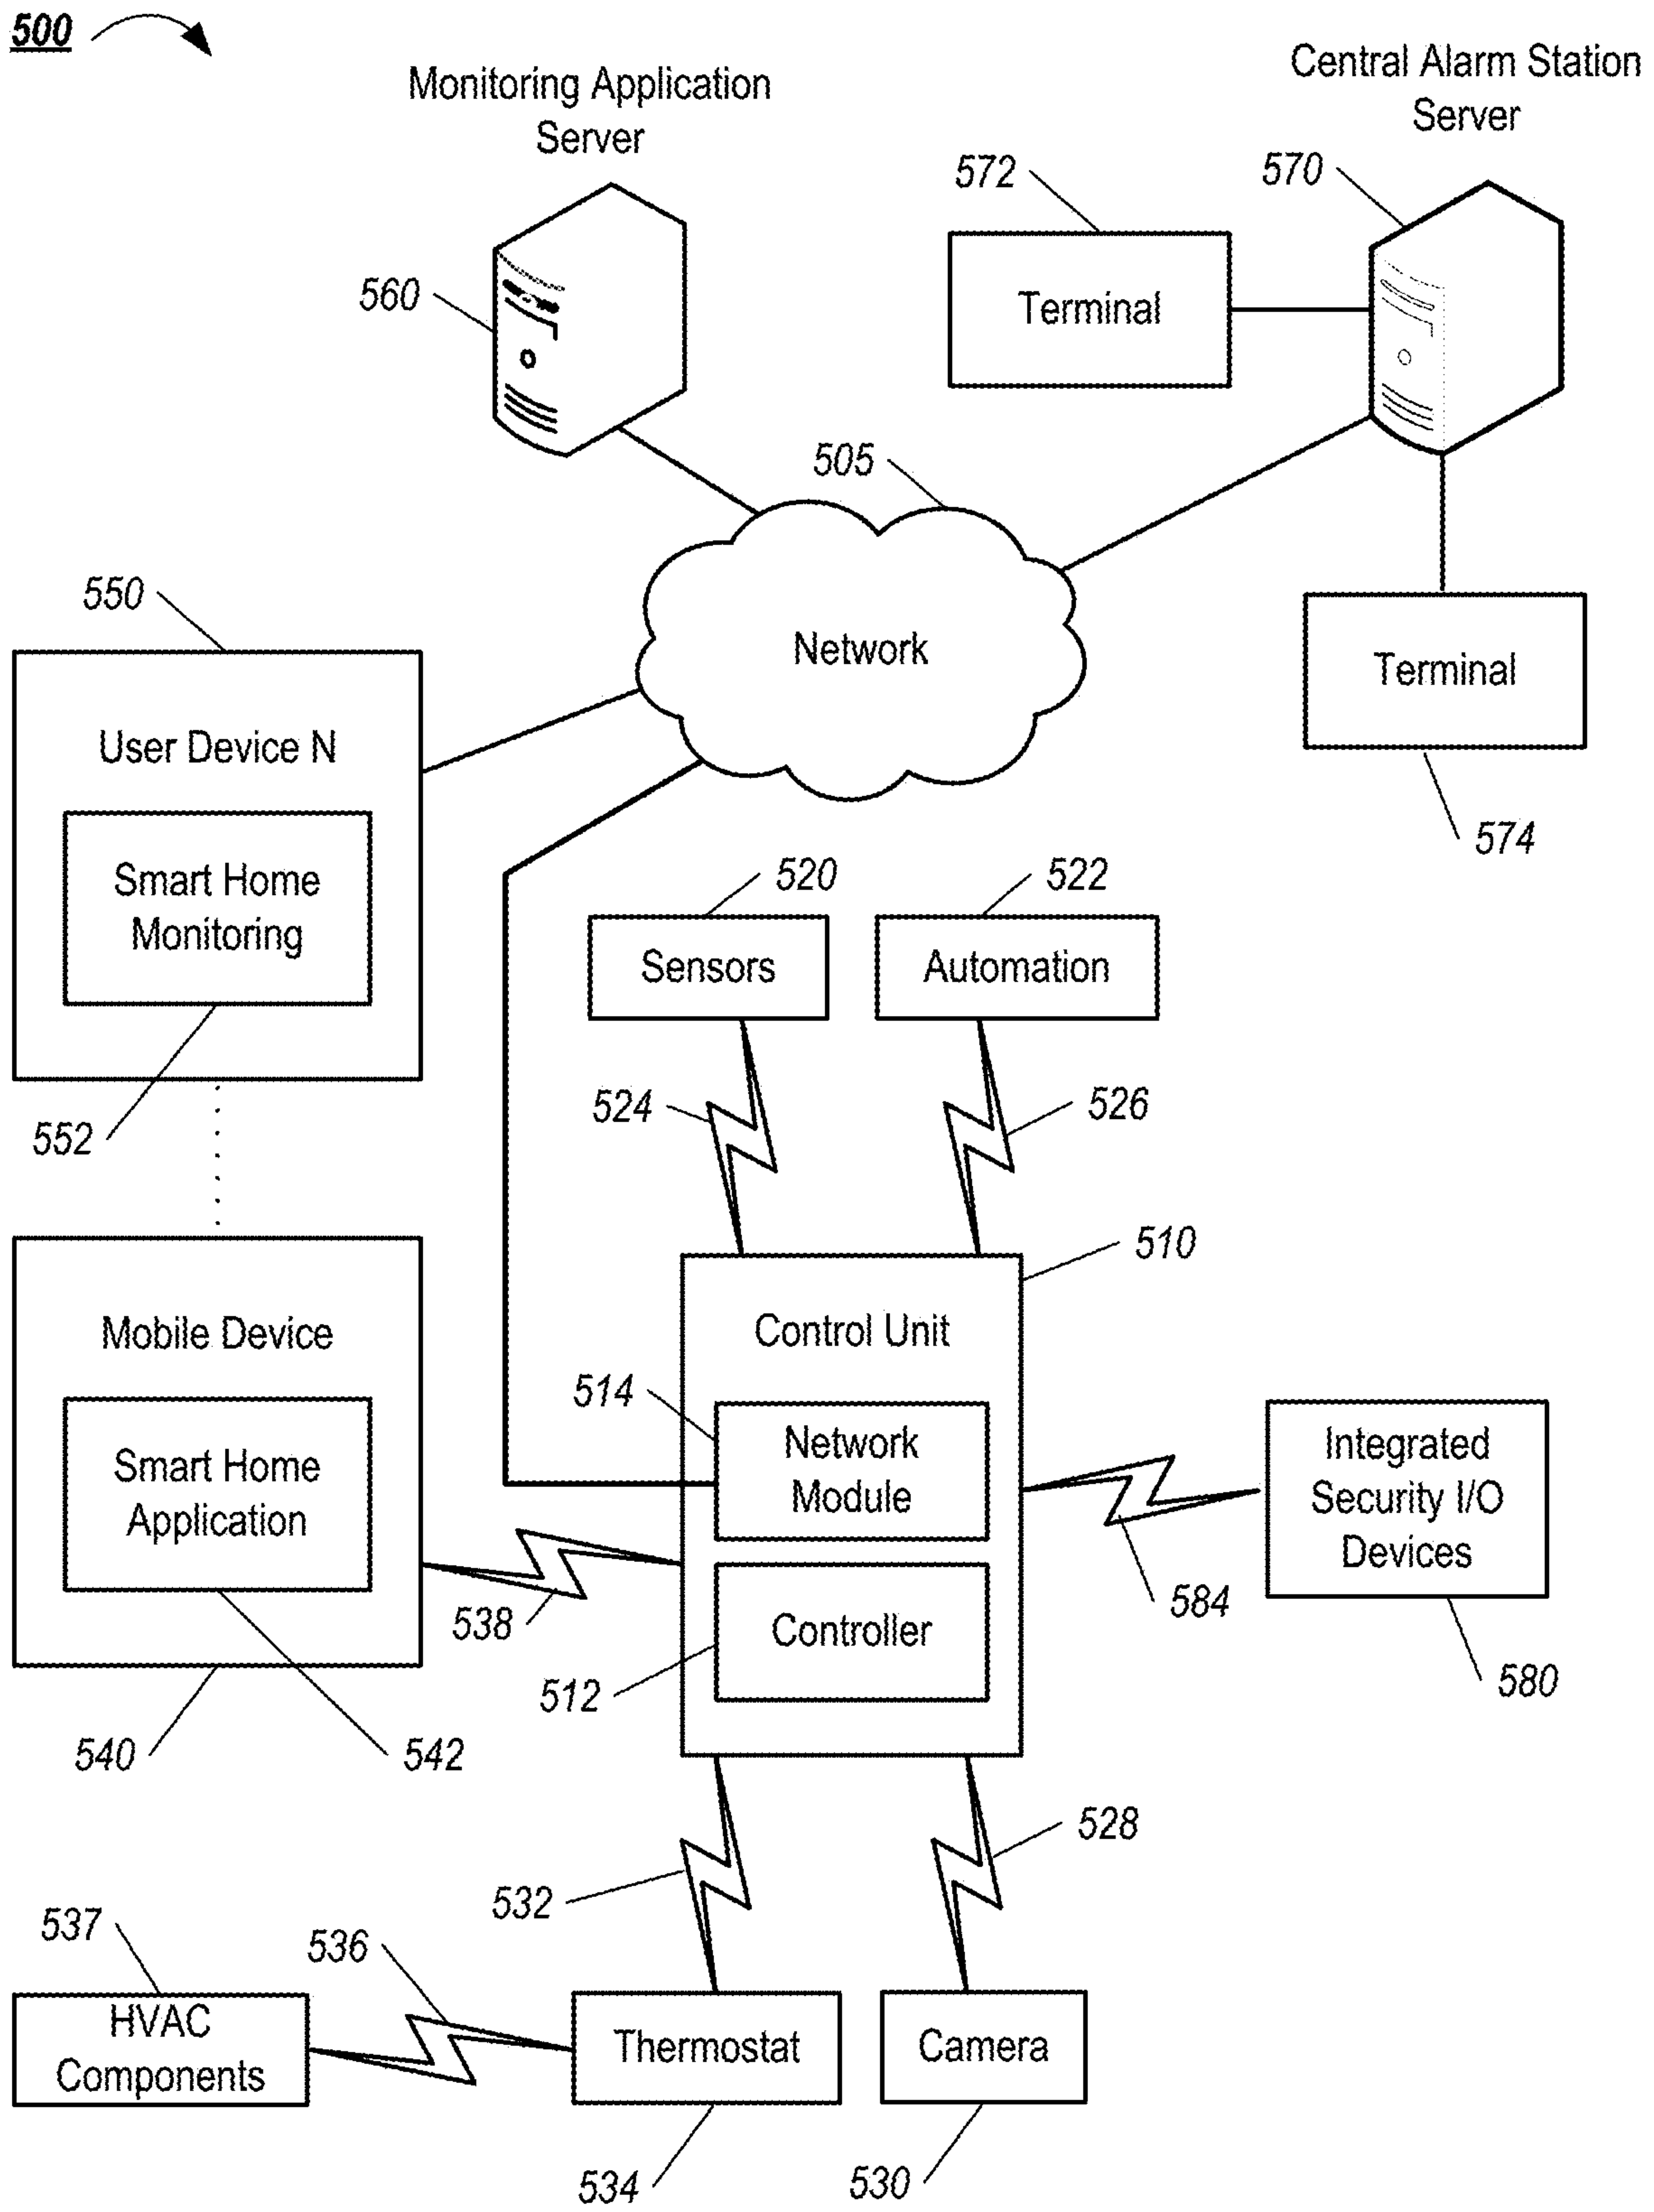 500
Monitoring Application
Server
Central Alarm Station
Server
572
570
560
Terminal
505
550
Network
Terminal
User Device N
574
Smart Home
Monitoring
520
522
Sensors
Automation
552
524
526
510
Mobile Device
Control Unit
514
Smart Home
Application
Network
Module
Integrated
Security I/O
Devices
538
584
Controller
512
580
540
542
528
532
537
536
HVAC
Components
Thermostat
Camera
534
530